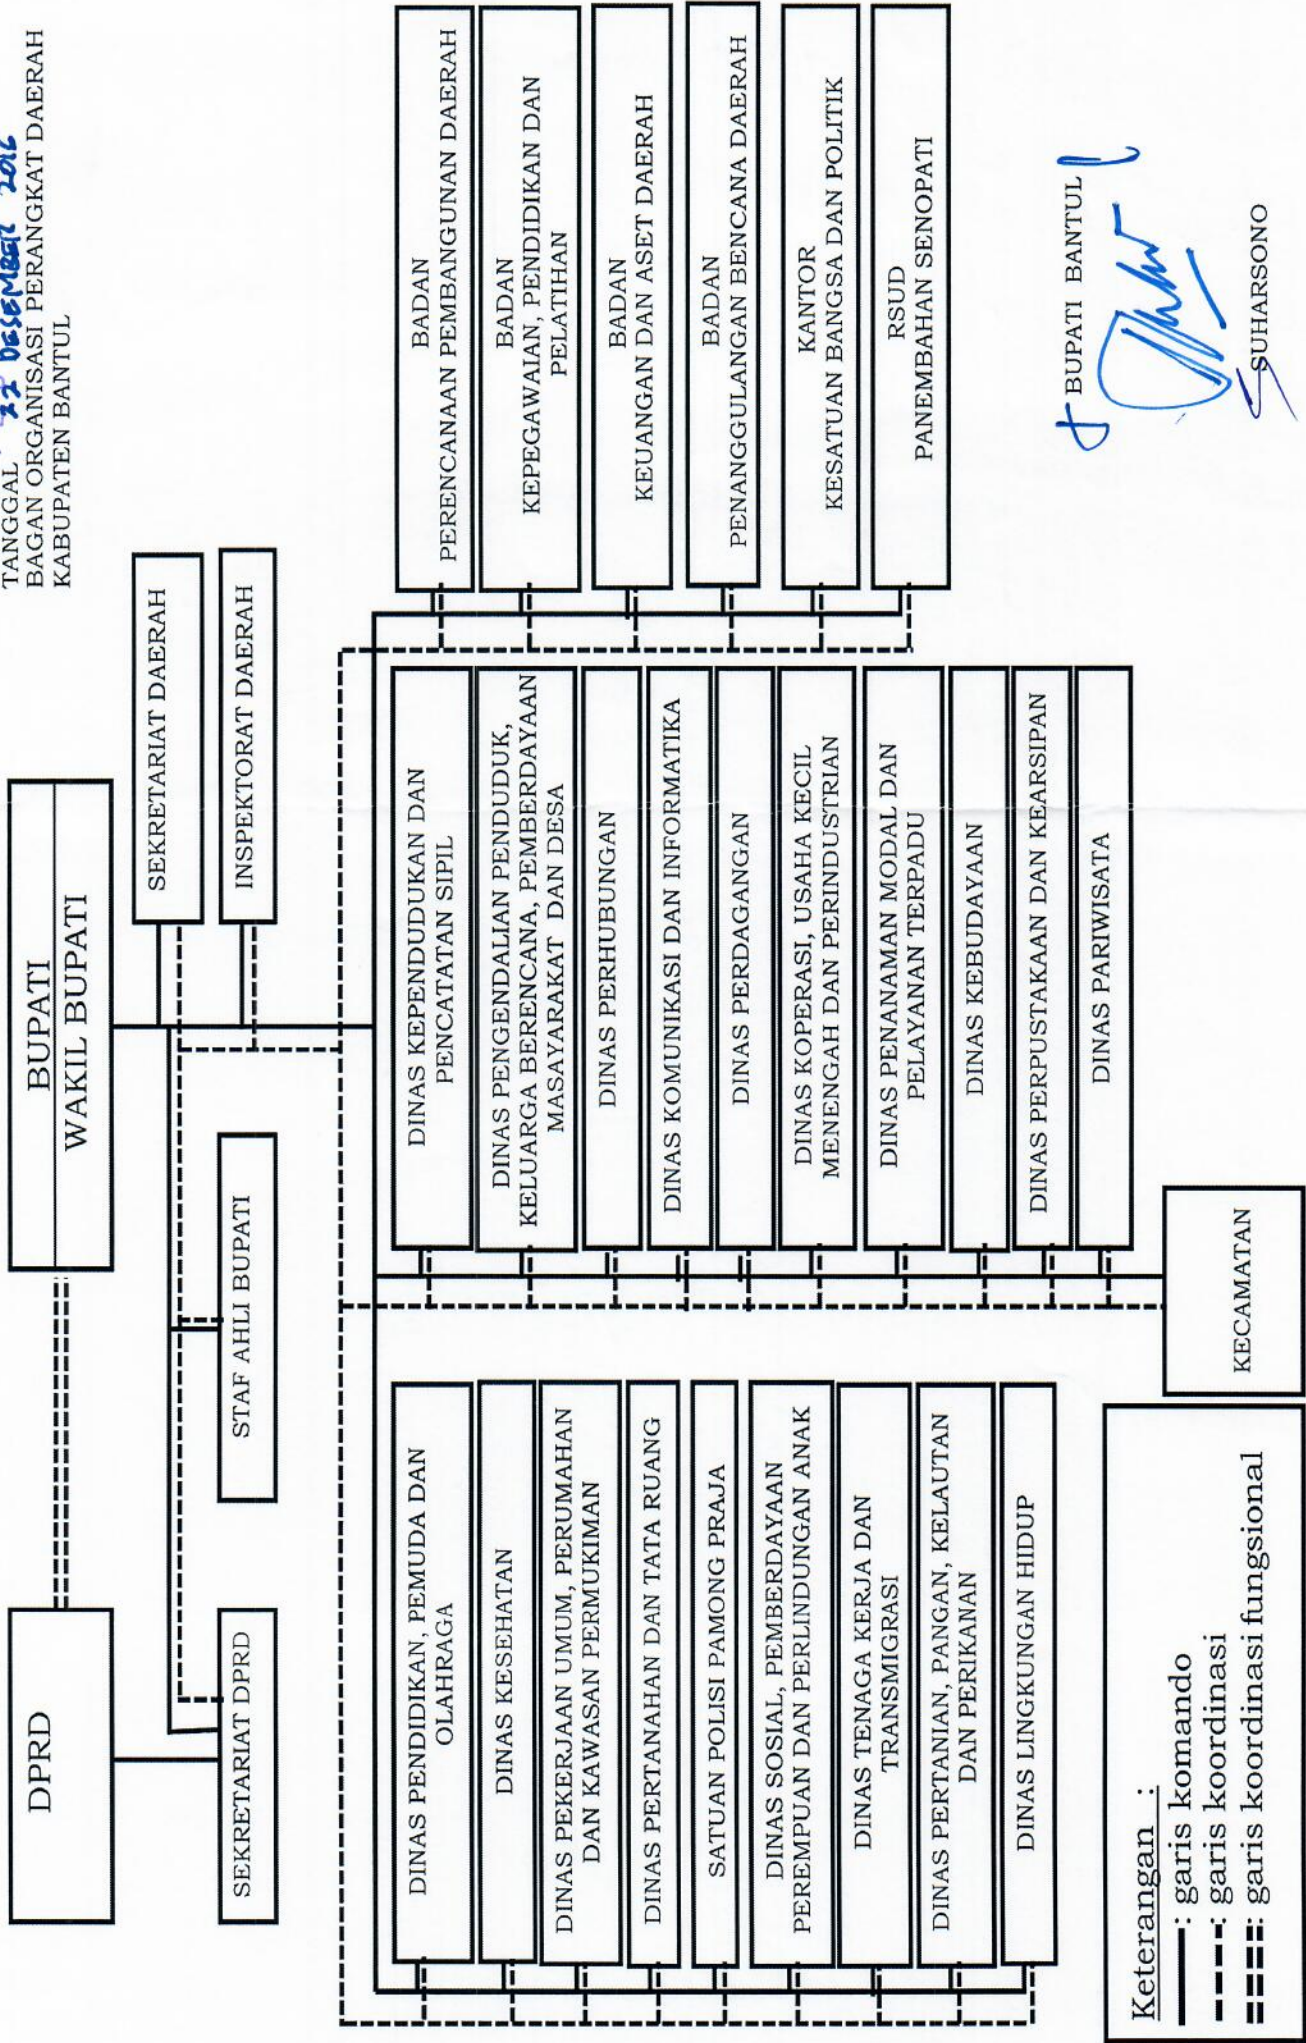 TANGGAL 22 DESEMBER 2016
BAGAN ORGANISASI PERANGKAT DAERAH
KABUPATEN BANTUL
DPRD
BUPATI
WAKIL BUPATI
SEKRETARIAT DAERAH
INSPEKTORAT DAERAH
SEKRETARIAT DPRD
STAF AHLI BUPATI
DINAS PENDIDIKAN, PEMUDA DAN
OLAHRAGA
DINAS KESEHATAN
DINAS PEKERJAAN UMUM, PERUMAHAN
DAN KAWASAN PERMUKIMAN
DINAS PERTANAHAN DAN TATA RUANG
SATUAN POLISI PAMONG PRAJA
DINAS SOSIAL, PEMBERDAYAAN
PEREMPUAN DAN PERLINDUNGAN ANAK
DINAS TENAGA KERJA DAN
TRANSMIGRASI
DINAS PERTANIAN, PANGAN, KELAUTAN
DAN PERIKANAN
DINAS LINGKUNGAN HIDUP
DINAS KEPENDUDUKAN DAN
PENCATATAN SIPIL
DINAS PENGENDALIAN PENDUDUK,
KELUARGA BERENCANA, PEMBERDAYAAN
MASAYARAKAT DAN DESA
DINAS PERHUBUNGAN
DINAS KOMUNIKASI DAN INFORMATIKA
DINAS PERDAGANGAN
DINAS KOPERASI, USAHA KECIL
MENENGAH DAN PERINDUSTRIAN
DINAS PENANAMAN MODAL DAN
PELAYANAN TERPADU
DINAS KEBUDAYAAN
DINAS PERPUSTAKAAN DAN KEARSIPAN
DINAS PARIWISATA
BADAN
PERENCANAAN PEMBANGUNAN DAERAH
BADAN
KEPEGAWAIAN, PENDIDIKAN DAN
PELATIHAN
BADAN
KEUANGAN DAN ASET DAERAH
BADAN
PENANGGULANGAN BENCANA DAERAH
KANTOR
KESATUAN BANGSA DAN POLITIK
RSUD
PANEMBAHAN SENOPATI
KECAMATAN
Keterangan :
: garis komando
: garis koordinasi
: garis koordinasi fungsional
BUPATI BANTUL
SUHARSONO